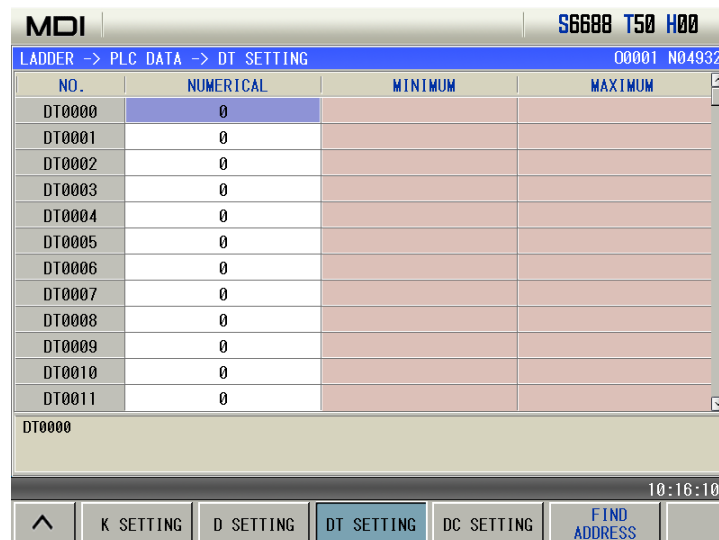 MDI S6688 T50 H00
LADDER -> PLC DATA -> DT SETTING O0001 N04932
NO. NUMERICAL MINIMUM MAXIMUM
DT0000 0
DT0001 0
DT0002 0
DT0003 0
DT0004 0
DT0005 0
DT0006 0
DT0007 0
DT0008 0
DT0009 0
DT0010 0
DT0011 0
DT0000
10:16:10
K SETTING D SETTING DT SETTING DC SETTING FIND
ADDRESS